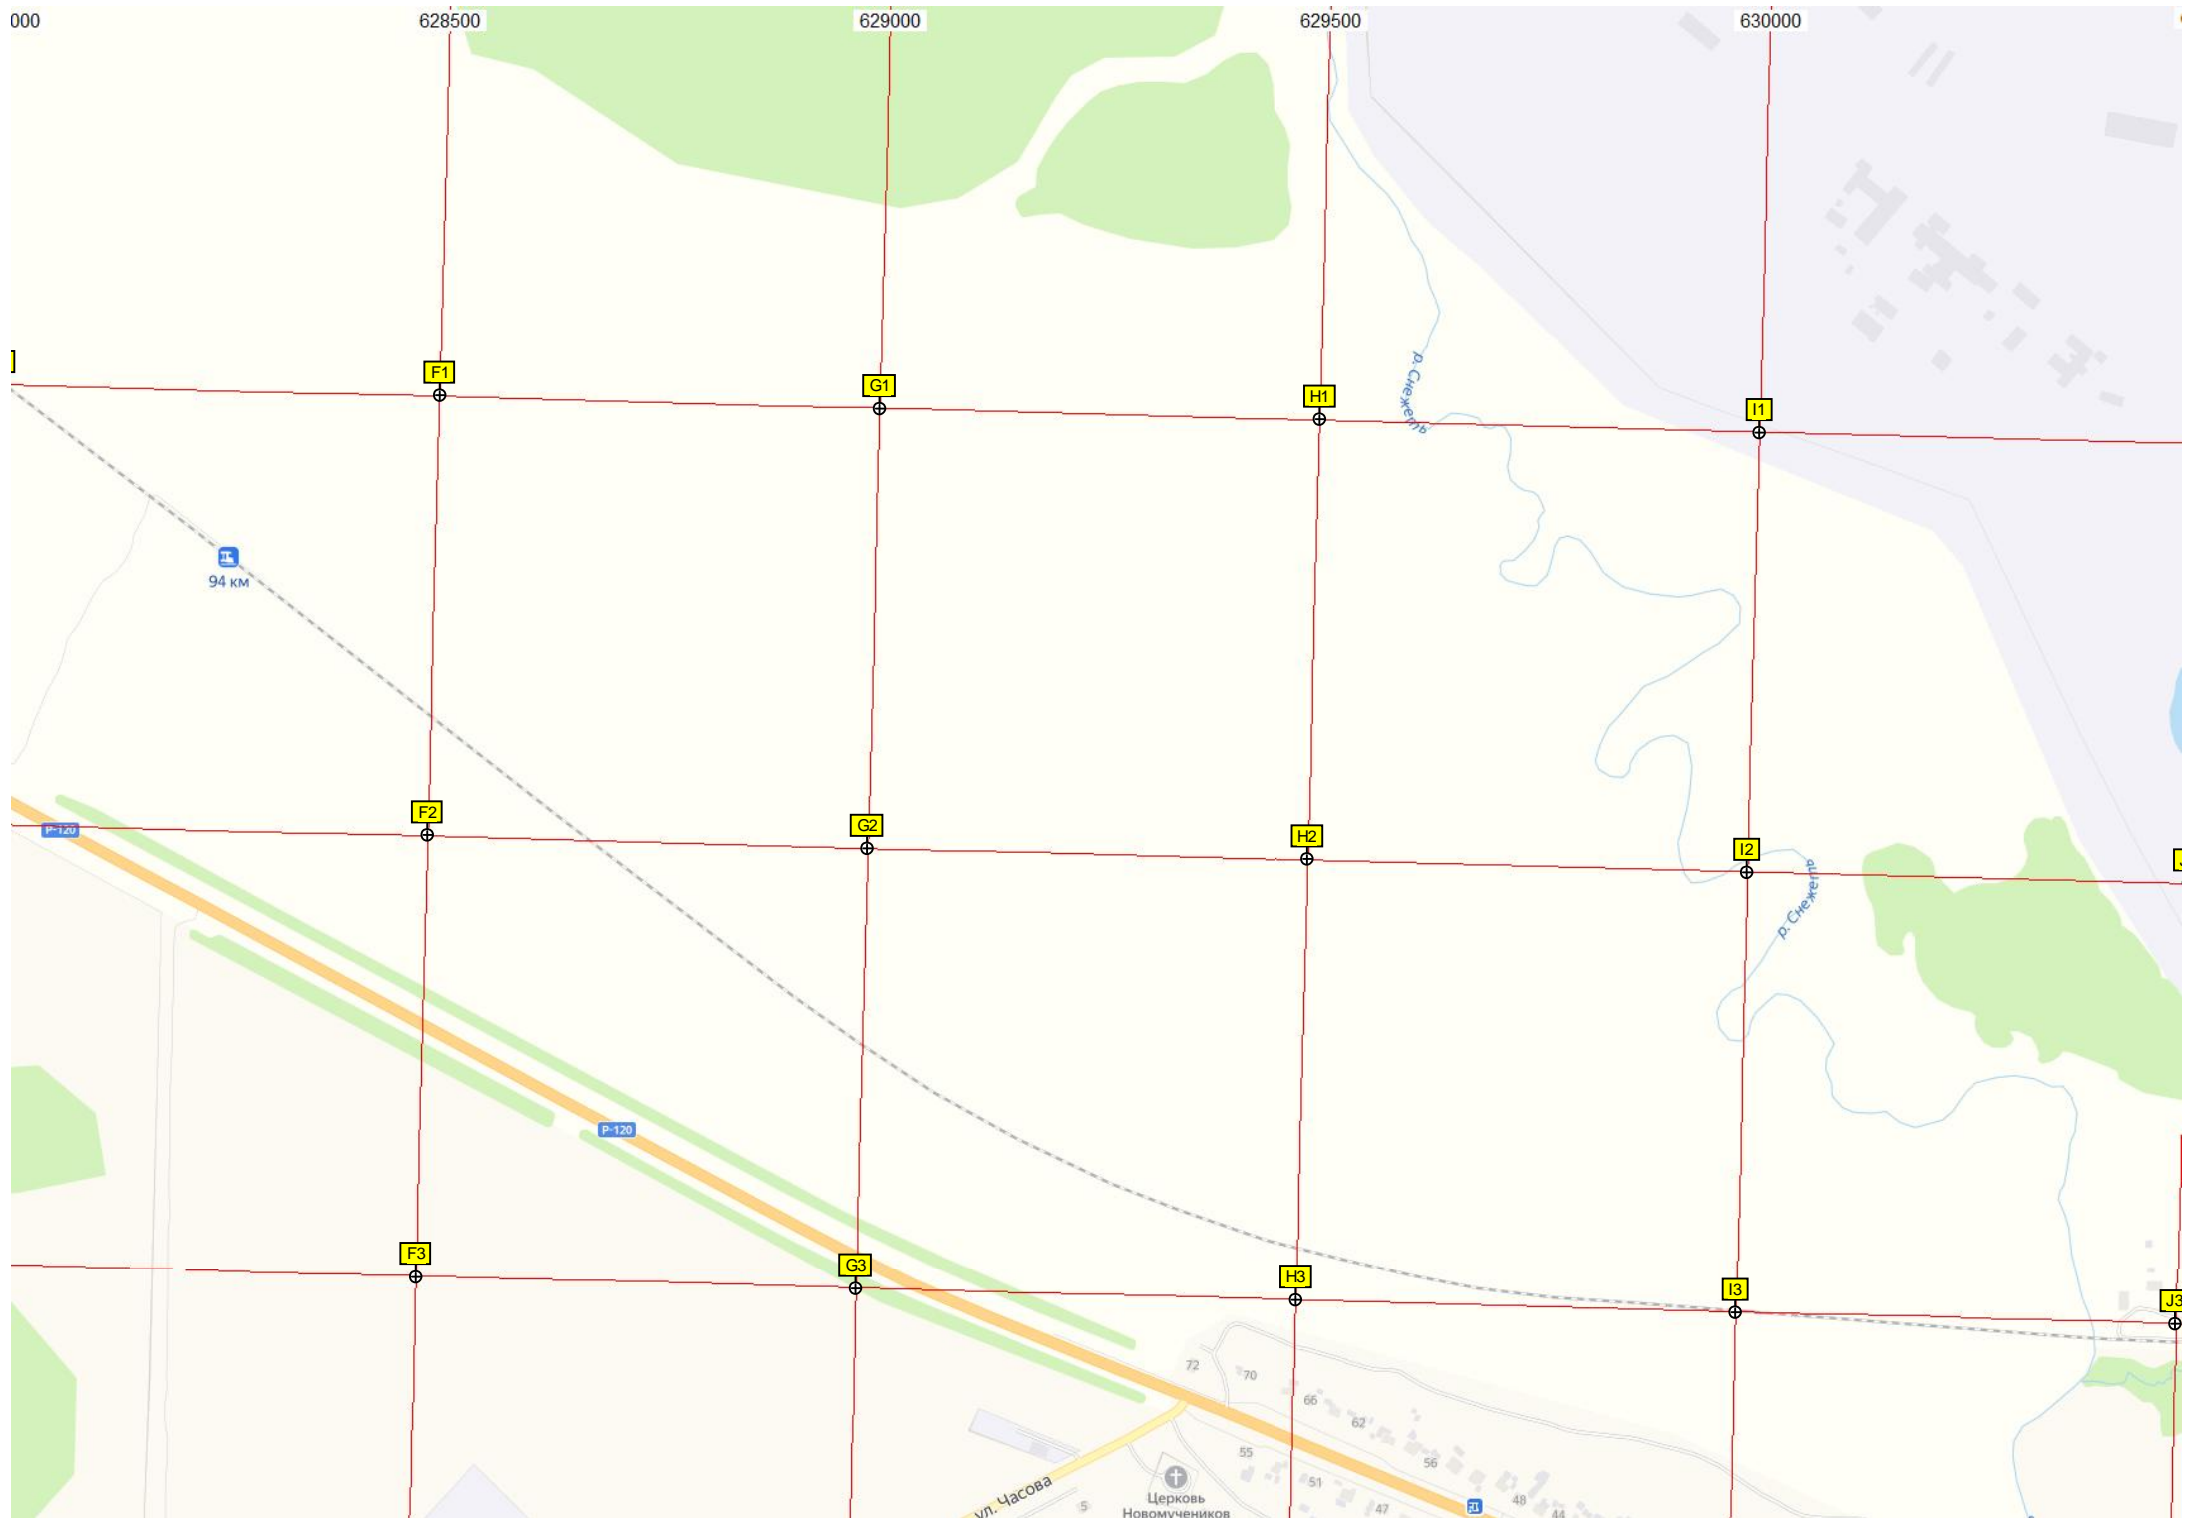 000
628500
629000
629500
630000
F1
G1
H1
I1
р. Снежеть
94 км
F2
G2
H2
I2
P-120
р. Снежеть
P-120
F3
G3
H3
I3
J3
72
70
66
62
55
56
51
48
47
44
5
ул. Часова
Церковь
Новомучеников